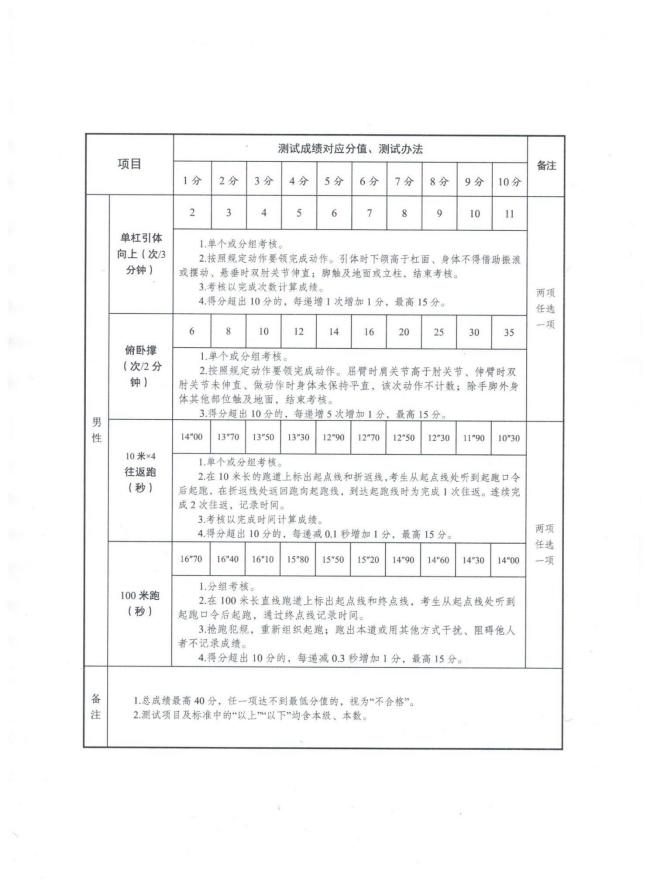 项目
测试成绩对应分值、测试办法
备注
1分 2分 3分 4分 5分 6分 7分 8分 9分 10分
男性
单杠引体
向上（次/3
分钟）
2 3 4 5 6 7 8 9 10 11
1.单个或分组考核。
2.按照规定动作要领完成动作。引体时下颌高于杠面、身体不得借助振浪
或摆动、悬垂时双肘关节伸直；脚触及地面或立柱，结束考核。
3.考核以完成次数计算成绩。
4.得分超出10分的，每递增1次增加1分，最高15分。
两项
任选
一项
俯卧撑
（次/2分
钟）
6 8 10 12 14 16 20 25 30 35
1.单个或分组考核。
2.按照规定动作要领完成动作。屈臂时肩关节高于肘关节、伸臂时双
肘关节未伸直、做动作时身体未保持平直，该次动作不计数；除手脚外身
体其他部位触及地面，结束考核。
3.得分超出10分的，每递增5次增加1分，最高15分。
10米×4
往返跑
（秒）
14"00 13"70 13"50 13"30 12"90 12"70 12"50 12"30 11"90 10"30
1.单个或分组考核。
2.在10米长的跑道上标出起点线和折返线,考生从起点线处听到起跑口令
后起跑，在折返线处返回跑向起跑线，到达起跑线时为完成1次往返。连续完
成2次往返，记录时间。
3.考核以完成时间计算成绩。
4.得分超出10分的，每递减0.1秒增加1分，最高15分。
两项
任选
一项
100米跑
（秒）
16"70 16"40 16"10 15"80 15"50 15"20 14"90 14"60 14"30 14"00
1.分组考核。
2.在100米长直线跑道上标出起点线和终点线，考生从起点线处听到
起跑口令后起跑，通过终点线记录时间。
3.抢跑犯规，重新组织起跑；跑出本道或用其他方式干扰、阻碍他人
者不记录成绩。
4.得分超出10分的，每递减0.3秒增加1分，最高15分。
备注
1.总成绩最高40分，任一项达不到最低分值的，视为“不合格”。
2.测试项目及标准中的“以上”“以下”均含本级、本数。